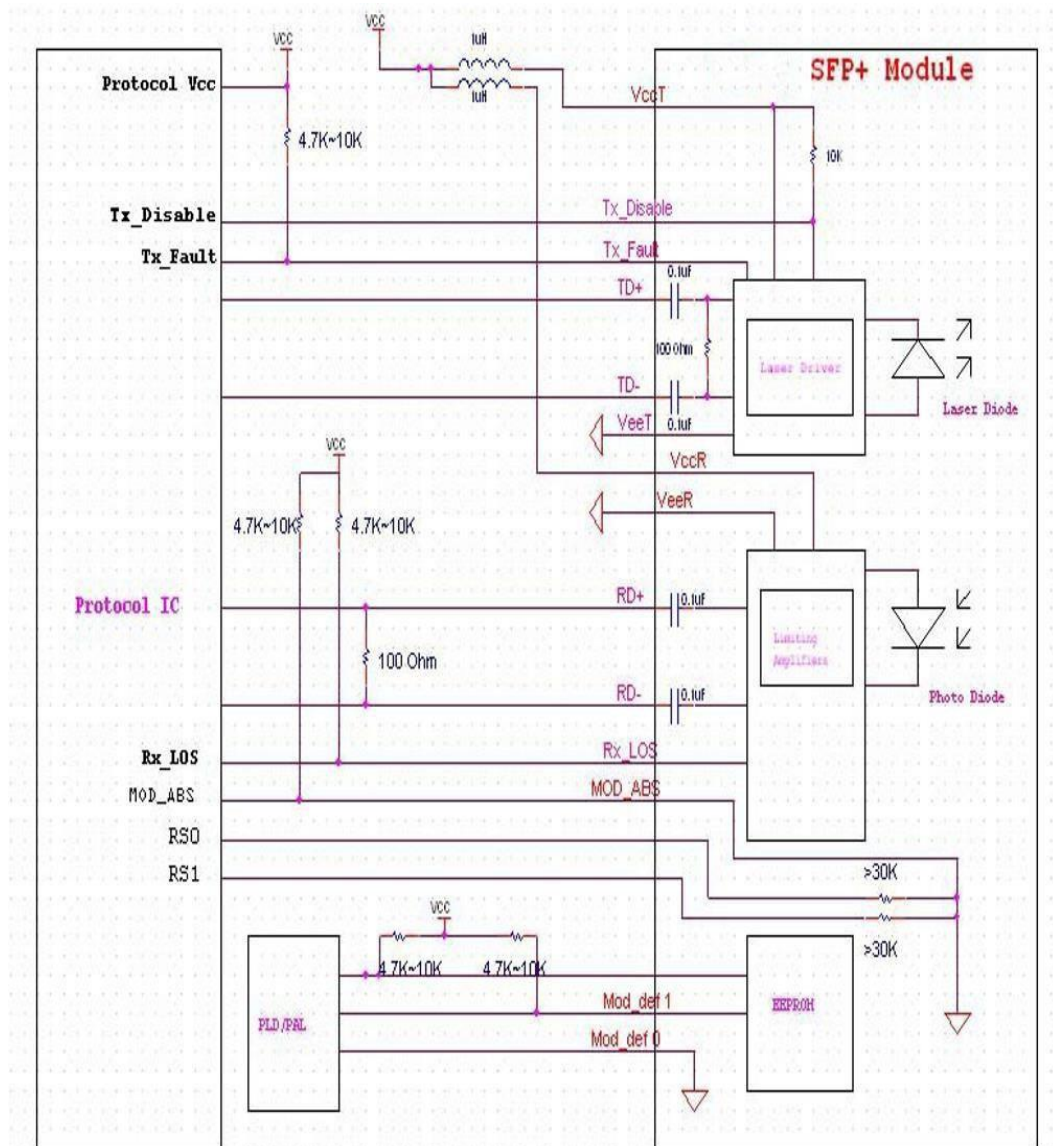 Vcc
Vcc
1uH
SFP+ Module
Protocol Vcc
1uH
VccT
4.7K~10K
10K
Tx_Disable
Tx_Disable
Tx_Fault
Tx_Fault
0.1uf
TD+
100 Ohm
Laser Driver
TD-
Laser Diode
VeeT
0.1uf
Vcc
VccR
VeeR
4.7K~10K
4.7K~10K
Protocol IC
RD+
0.1uf
Limiting
Amplifiers
100 Ohm
RD-
0.1uf
Photo Diode
Rx_LOS
Rx_LOS
MOD_ABS
MOD_ABS
RS0
RS1
>30K
Vcc
>30K
4.7K~10K
4.7K~10K
Mod_def 1
EEPROM
PLD/PAL
Mod_def 0